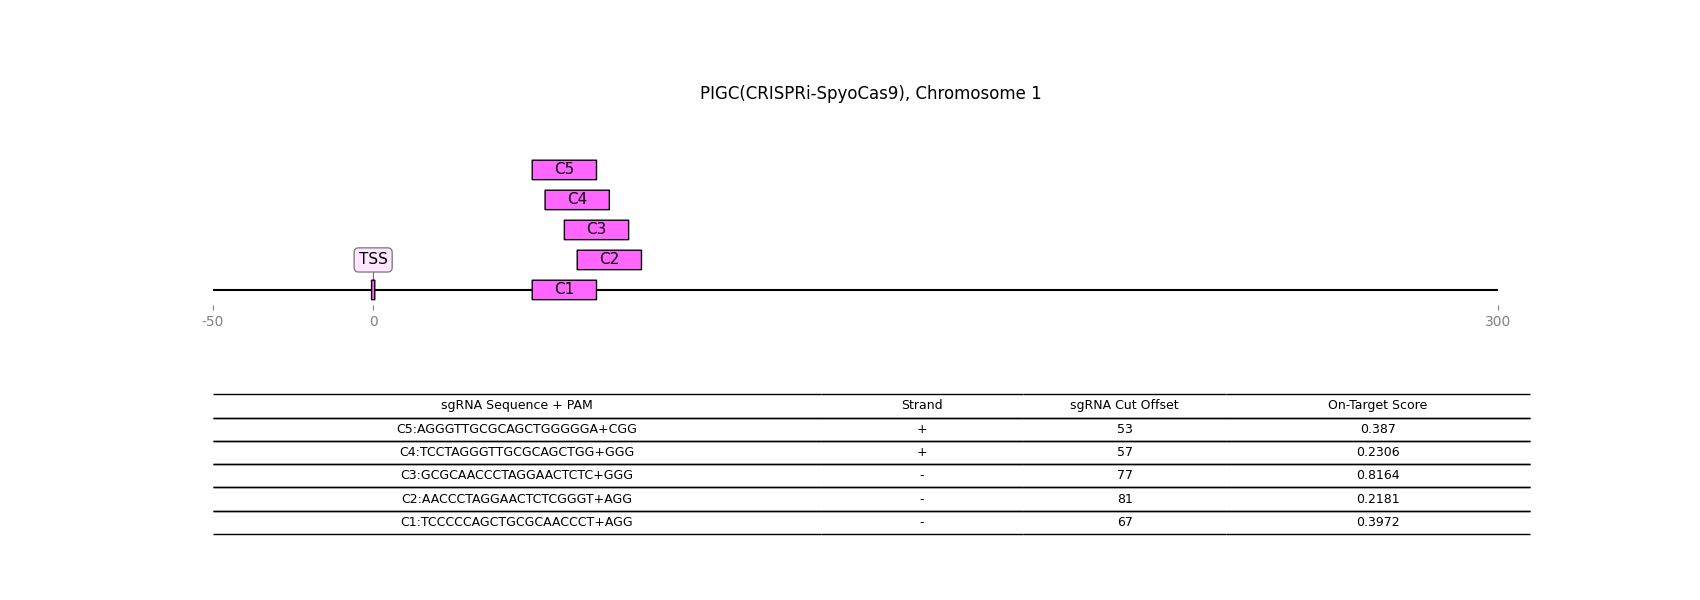 PIGC(CRISPRi-SpyoCas9), Chromosome 1
C5
C4
C3
TSS C2
C1
-50 0 300
sgRNA Sequence + PAM Strand sgRNA Cut Offset On-Target Score
C5:AGGGTTGCGCAGCTGGGGGA+CGG + 53 0.387
C4:TCCTAGGGTTGCGCAGCTGG+GGG + 57 0.2306
C3:GCGCAACCCTAGGAACTCTC+GGG - 77 0.8164
C2:AACCCTAGGAACTCTCGGGT+AGG - 81 0.2181
C1:TCCCCCAGCTGCGCAACCCT+AGG - 67 0.3972